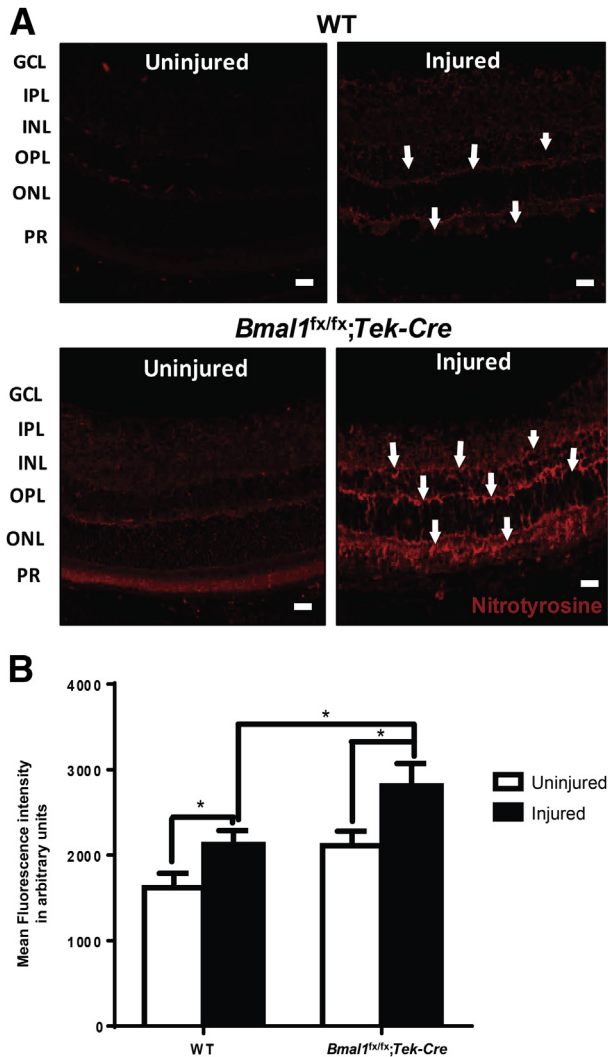 A
WT
Uninjured
Injured
GCL
IPL
INL
OPL
ONL
PR
Bmal1fx/fx;Tek-Cre
Uninjured
Injured
GCL
IPL
INL
OPL
ONL
PR
Nitrotyrosine
B
Mean Fluorescence intensity
in arbitrary units
4000
3000
2000
1000
0
*
*
*
Uninjured
Injured
WT
Bmal1fx/fx;Tek-Cre